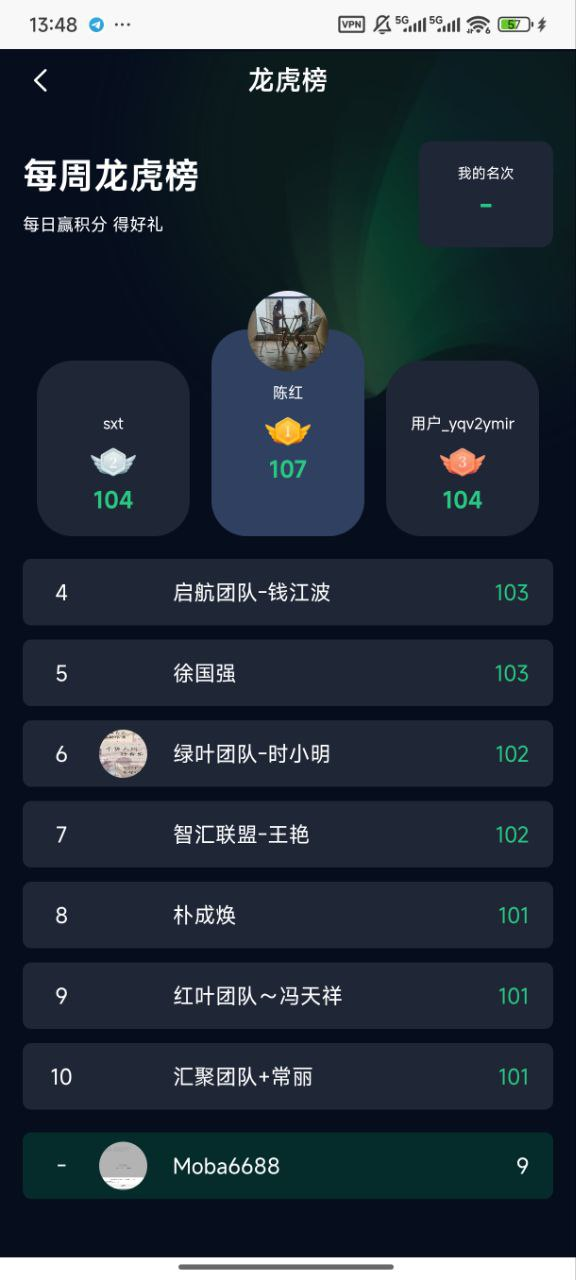 13:48
VPN 5G 5G 6 57
龙虎榜
每周龙虎榜
每日赢积分 得好礼
我的名次
-
陈红
1
107
sxt
2
104
用户_yqv2ymir
3
104
4 启航团队-钱江波 103
5 徐国强 103
6 绿叶团队-时小明 102
7 智汇联盟-王艳 102
8 朴成焕 101
9 红叶团队～冯天祥 101
10 汇聚团队+常丽 101
- Moba6688 9